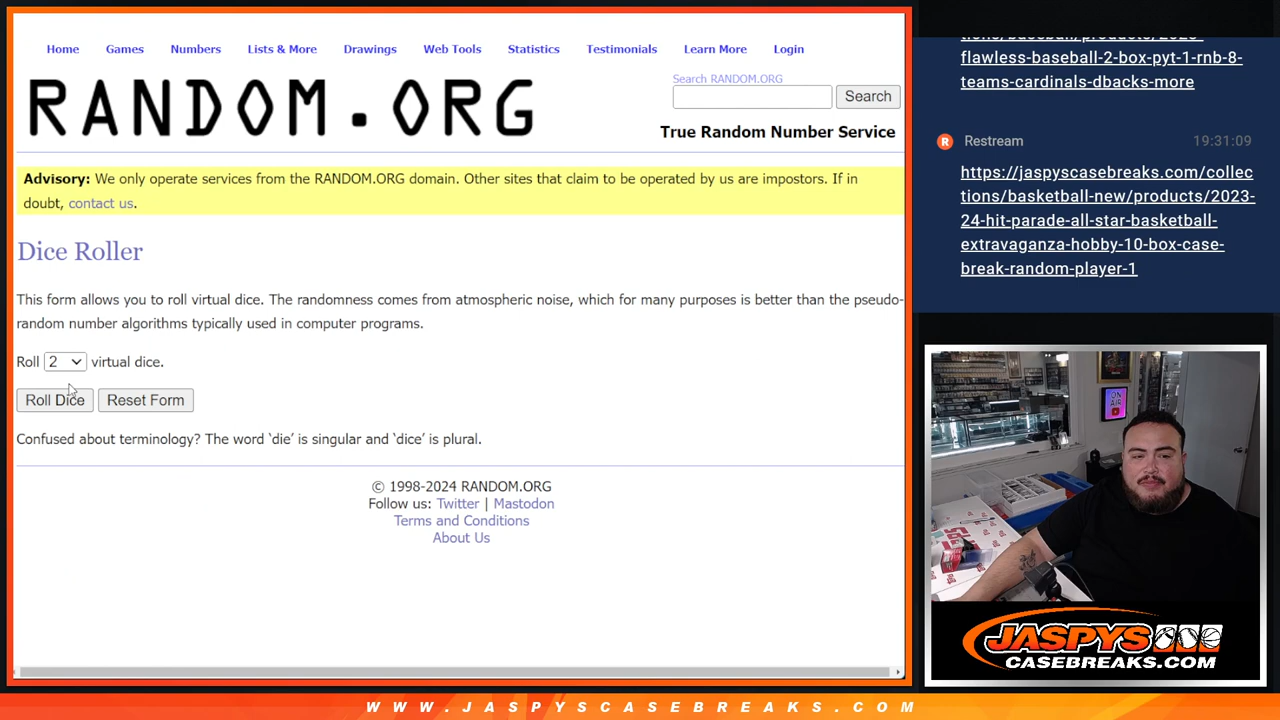 Home Games Numbers Lists & More Drawings Web Tools Statistics Testimonials Learn More Login
RANDOM.ORG
Search RANDOM.ORG
Search
True Random Number Service
Advisory: We only operate services from the RANDOM.ORG domain. Other sites that claim to be operated by us are impostors. If in
doubt, contact us.
Dice Roller
This form allows you to roll virtual dice. The randomness comes from atmospheric noise, which for many purposes is better than the pseudo-
random number algorithms typically used in computer programs.
Roll 2 virtual dice.
Roll Dice Reset Form
Confused about terminology? The word ‘die’ is singular and ‘dice’ is plural.
© 1998-2024 RANDOM.ORG
Follow us: Twitter | Mastodon
Terms and Conditions
About Us
tions/baseball/products/2023-
flawless-baseball-2-box-pyt-1-rnb-8-
teams-cardinals-dbacks-more
R Restream 19:31:09
https://jaspyscasebreaks.com/collec
tions/basketball-new/products/2023-
24-hit-parade-all-star-basketball-
extravaganza-hobby-10-box-case-
break-random-player-1
ON
AIR
JASPYS
CASEBREAKS.COM
WWW.JASPYSCASEBREAKS.COM